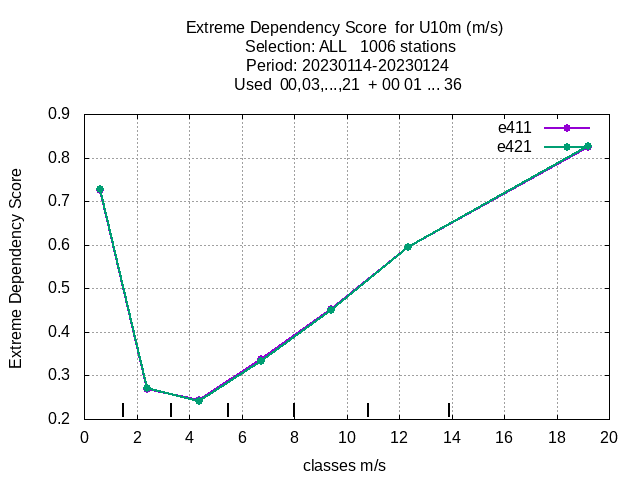 Extreme Dependency Score  for U10m (m/s)
Selection: ALL   1006 stations
Period: 20230114-20230124
Used  00,03,...,21  + 00 01 ... 36
e411
e421
Extreme Dependency Score
0.9
0.8
0.7
0.6
0.5
0.4
0.3
0.2
0 2 4 6 8 10 12 14 16 18 20
classes m/s